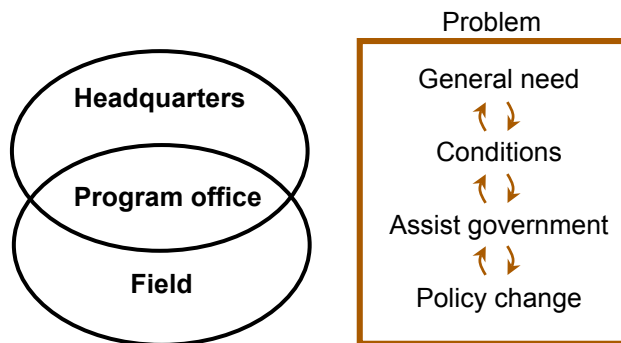 Headquarters
Program office
Field
Problem
General need
Conditions
Assist government
Policy change